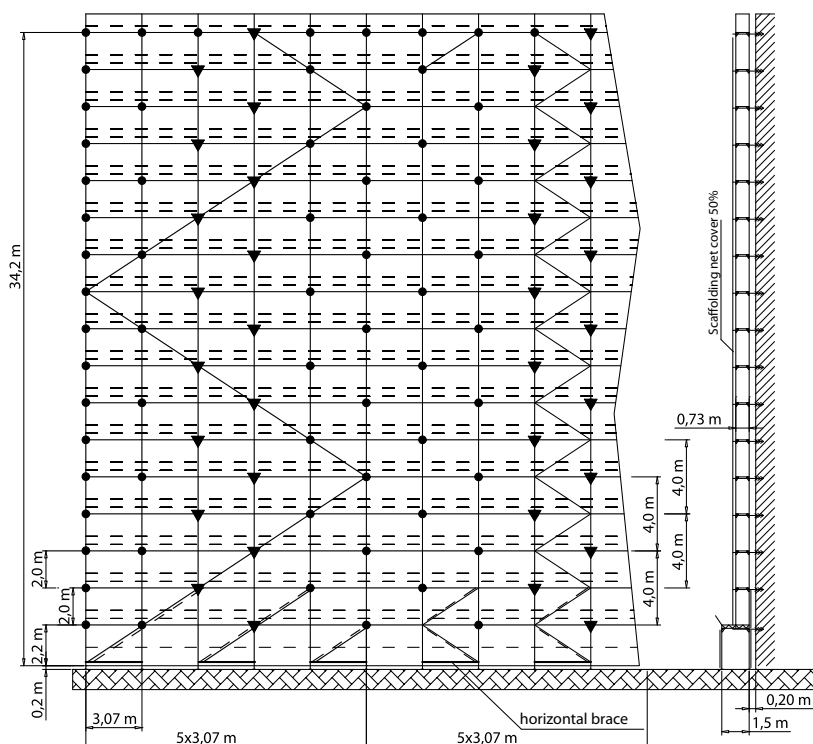 34,2 m
Scaffolding net cover 50%
0,73 m
4,0 m
4,0 m
4,0 m
4,0 m
2,0 m
2,0 m
2,2 m
0,2 m
3,07 m
5x3,07 m
5x3,07 m
horizontal brace
0,20 m
1,5 m